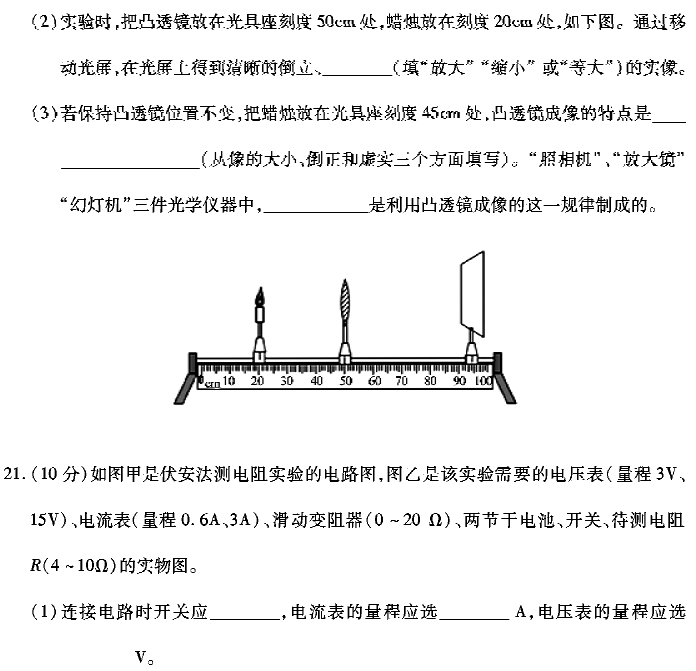 (2)实验时,把凸透镜放在光具座刻度50cm处,蜡烛放在刻度20cm处,如下图。通过移
动光屏,在光屏上得到清晰的倒立、________(填“放大”“缩小”或“等大”)的实像。
(3)若保持凸透镜位置不变,把蜡烛放在光具座刻度45cm处,凸透镜成像的特点是____
________________(从像的大小、倒正和虚实三个方面填写)。“照相机”、“放大镜”
“幻灯机”三件光学仪器中,____________是利用凸透镜成像的这一规律制成的。
0 cm 10 20 30 40 50 60 70 80 90 100
21.(10分)如图甲是伏安法测电阻实验的电路图,图乙是该实验需要的电压表(量程3V、
15V)、电流表(量程0.6A、3A)、滑动变阻器(0~20 Ω)、两节干电池、开关、待测电阻
R(4~10Ω)的实物图。
(1)连接电路时开关应________,电流表的量程应选________ A,电压表的量程应选
V。